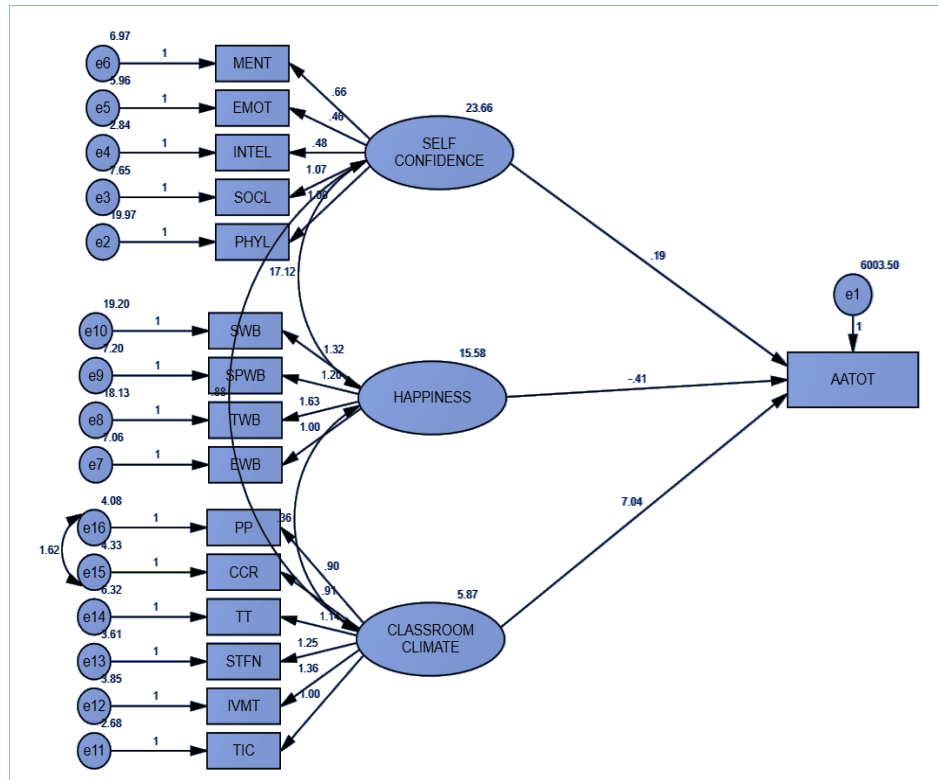 6.97
e6
1
MENT
.66
5.96
e5
1
EMOT
.46
2.84
e4
1
INTEL
.48
7.65
e3
1
SOCL
1.07
19.97
e2
1
PHYL
1.00
23.66
SELF
CONFIDENCE
17.12
.19
6003.50
e1
1
AATOT
19.20
e10
1
SWB
1.32
7.20
e9
1
SPWB
1.20
18.13
e8
1
TWB
1.63
7.06
e7
1
EWB
1.00
15.58
HAPPINESS
-.41
.88
4.08
e16
1
PP
.36
.90
1.62
4.33
e15
1
CCR
.91
6.32
e14
1
TT
1.14
3.61
e13
1
STFN
1.25
3.85
e12
1
IVMT
1.36
2.68
e11
1
TIC
1.00
5.87
CLASSROOM
CLIMATE
7.04